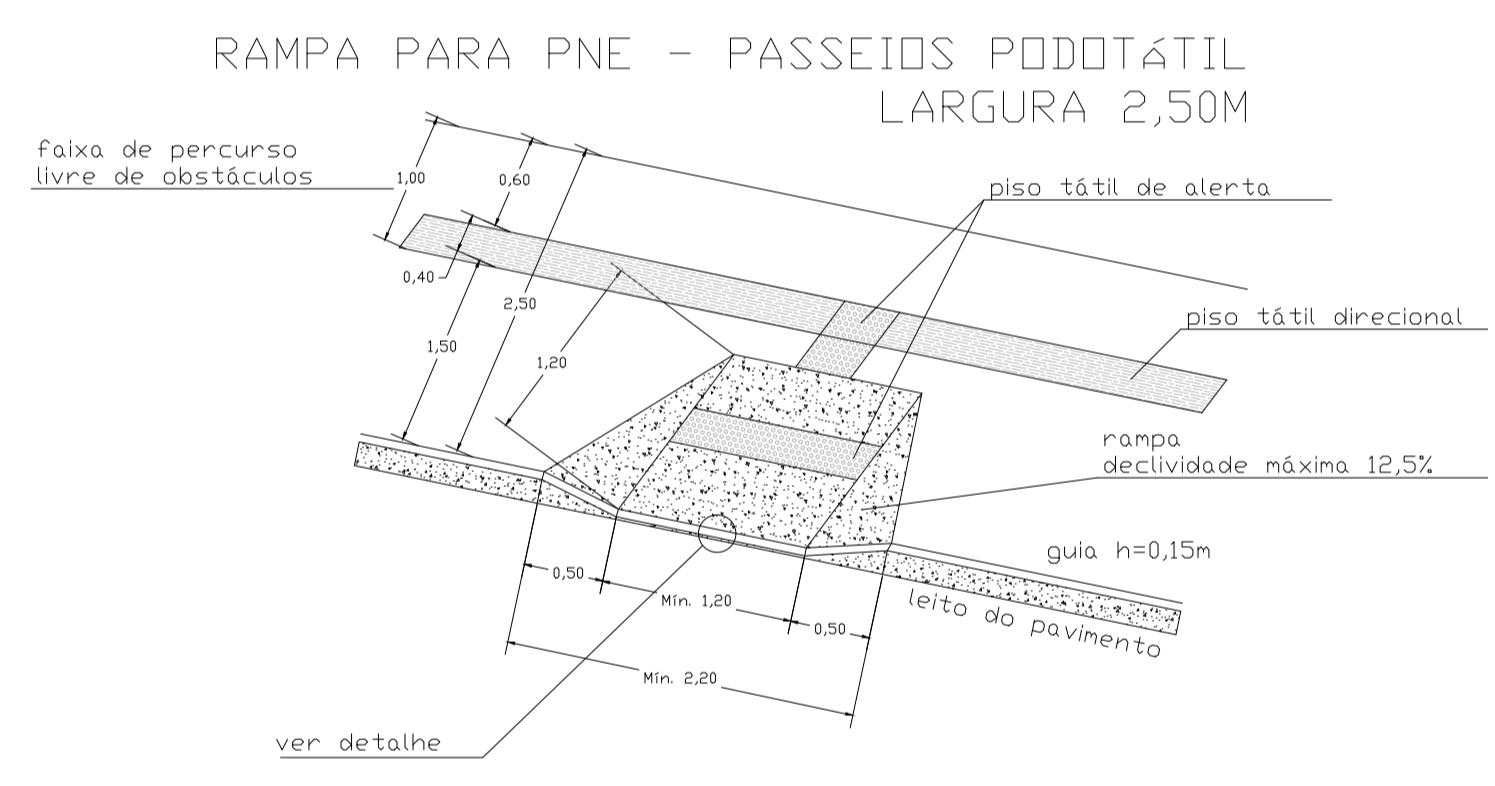 RAMPA PARA PNE - PASSEIOS PODOTáTIL
LARGURA 2,50M
faixa de percurso
livre de obstáculos
1,00
0,60
piso tátil de alerta
0,40
2,50
piso tátil direcional
1,50
1,20
rampa
declividade máxima 12,5%
guia h=0,15m
0,50
Mín. 1,20
0,50
leito do pavimento
Mín. 2,20
ver detalhe